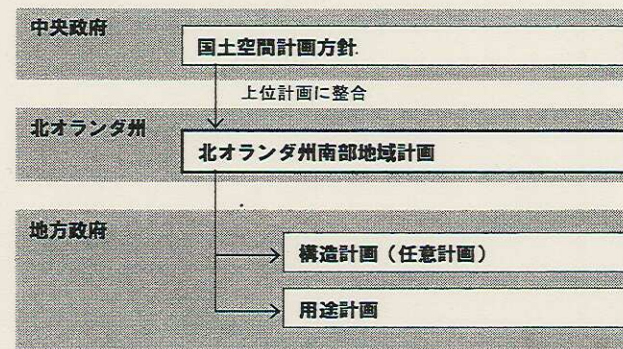 中央政府
国土空間計画方針
上位計画に整合
北オランダ州
北オランダ州南部地域計画
地方政府
構造計画（任意計画）
用途計画